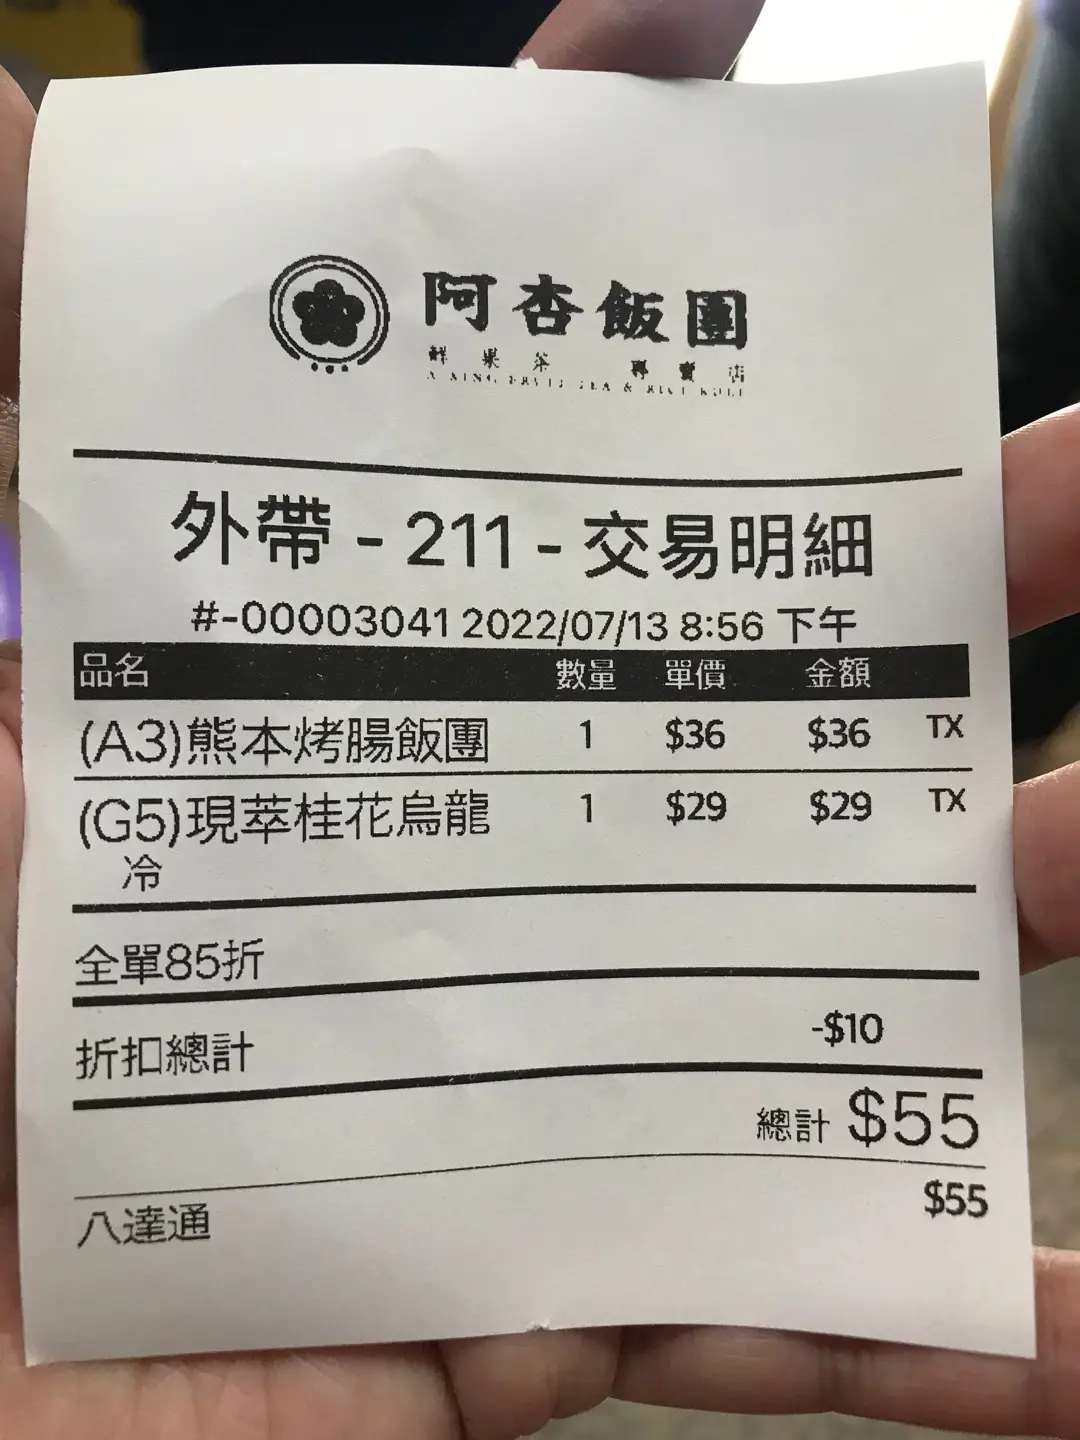 阿杏飯團
鮮果茶 專賣店
外帶 - 211 - 交易明細
#-00003041 2022/07/13 8:56 下午
品名 數量 單價 金額
(A3)熊本烤腸飯團 1 $36 $36 TX
(G5)現萃桂花烏龍 1 $29 $29 TX
冷
全單85折
折扣總計 -$10
總計 $55
八達通 $55